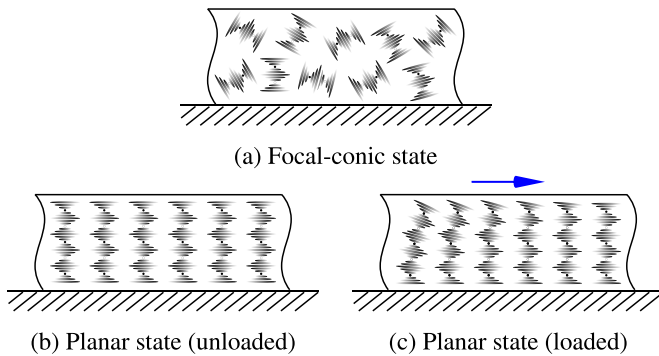 (a) Focal-conic state
(b) Planar state (unloaded)
(c) Planar state (loaded)